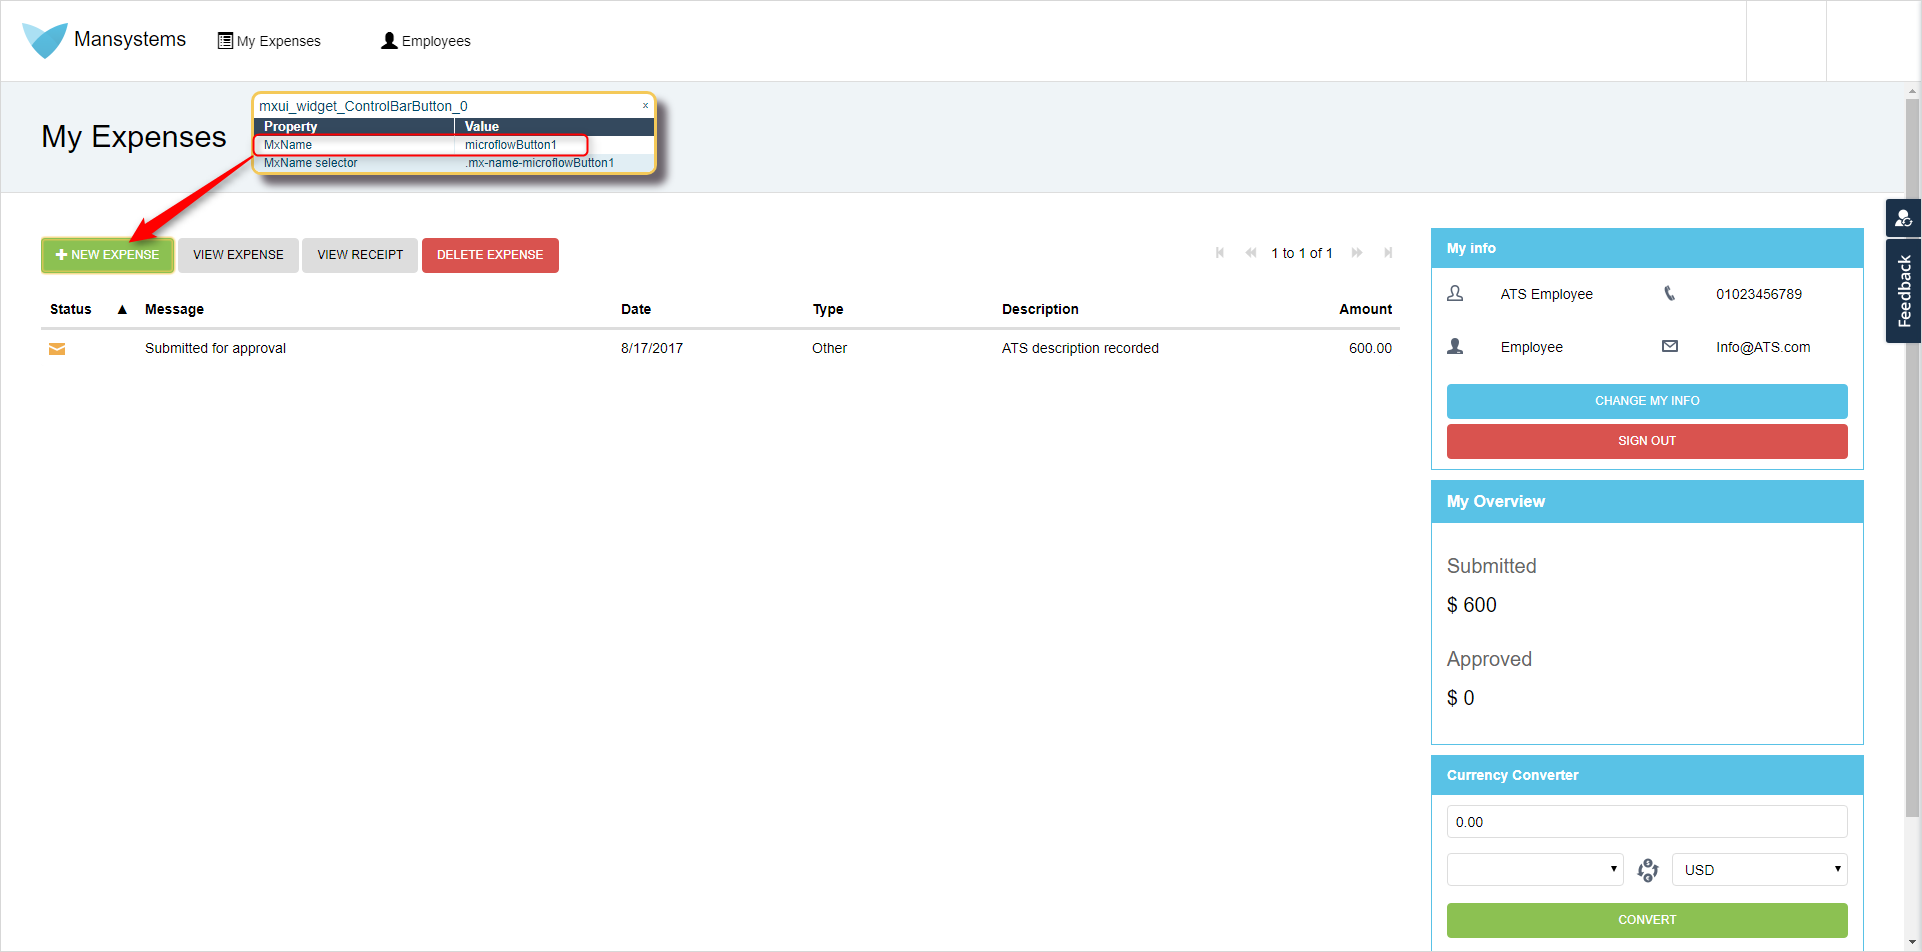 Mansystems
My Expenses
Employees
mxui_widget_ControlBarButton_0
x
Property Value
MxName microflowButton1
MxName selector .mx-name-microflowButton1
My Expenses
NEW EXPENSE VIEW EXPENSE VIEW RECEIPT DELETE EXPENSE
1 to 1 of 1
Status ▲ Message Date Type Description Amount
Submitted for approval 8/17/2017 Other ATS description recorded 600.00
My info
ATS Employee 01023456789
Employee Info@ATS.com
CHANGE MY INFO
SIGN OUT
My Overview
Submitted
$ 600
Approved
$ 0
Currency Converter
0.00
USD
CONVERT
Feedback